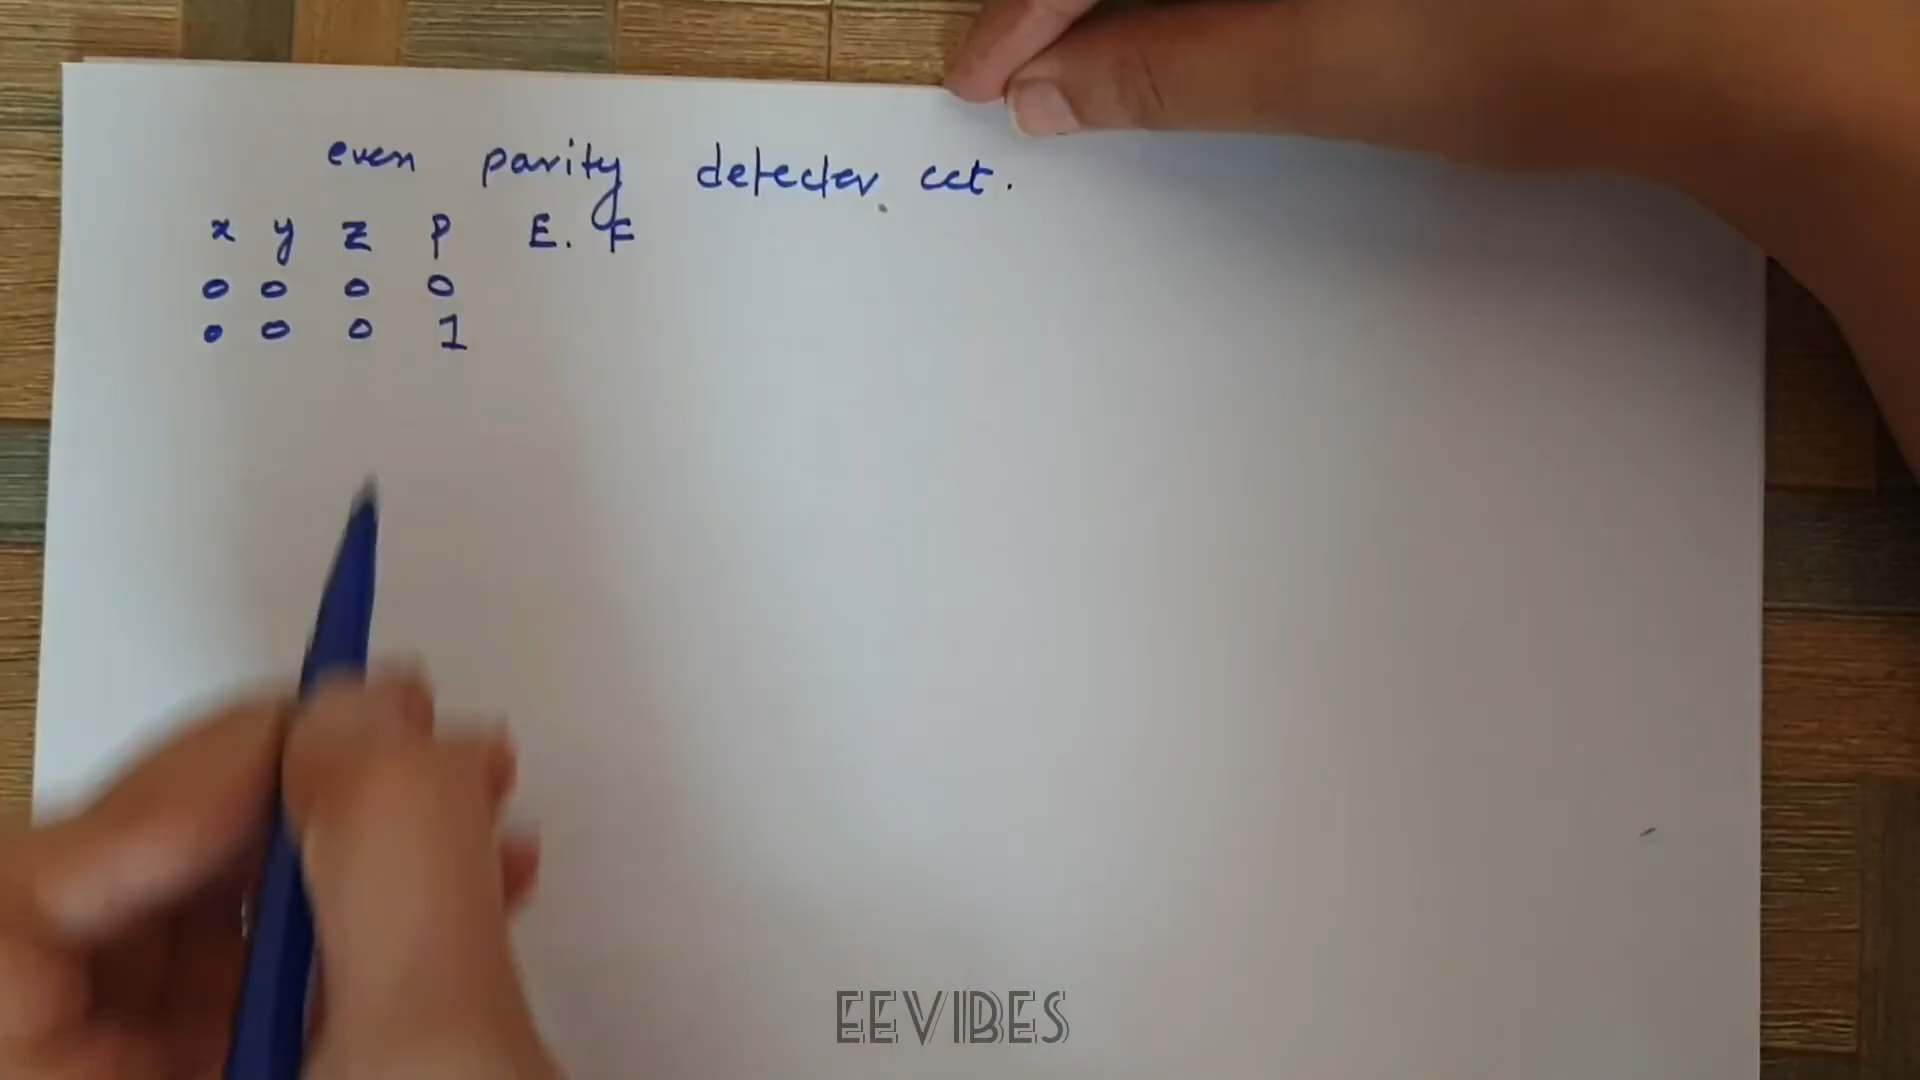 even parity detector cct.
x y z P E. F
0 0 0 0
0 0 0 1
EEVIBES